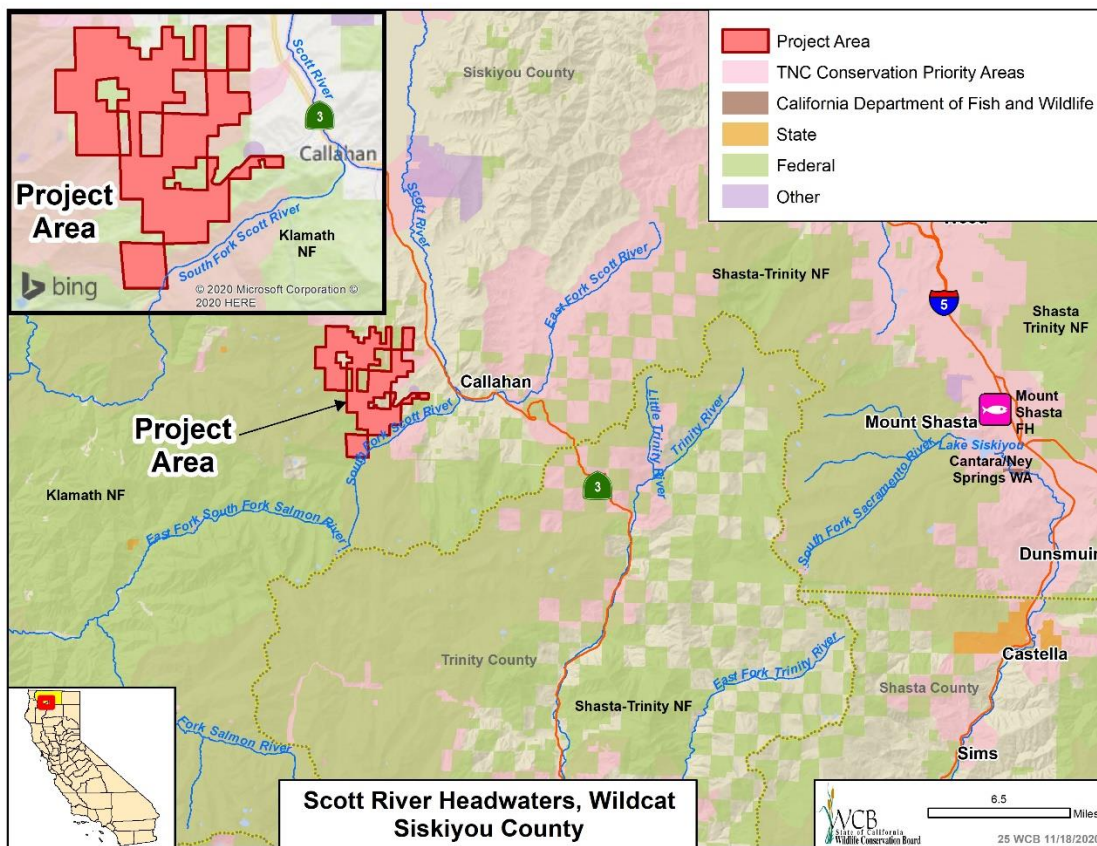 Scott River
3
Callahan
Project
Area
South Fork Scott River
Klamath
NF
bing
© 2020 Microsoft Corporation ©
2020 HERE
Siskiyou County
Project Area
TNC Conservation Priority Areas
California Department of Fish and Wildlife
State
Federal
Other
Scott River
East Fork Scott River
Shasta-Trinity NF
5
Shasta
Trinity NF
Callahan
Project
Area
South Fork Scott River
Little Trinity River
Trinity River
Mount
Shasta
FH
Mount Shasta
Lake Siskiyou
Cantara/Ney
Springs WA
South Fork Sacramento River
3
Klamath NF
East Fork South Fork Salmon River
Dunsmuir
Castella
Trinity County
East Fork Trinity River
Shasta County
Shasta-Trinity NF
Fork Salmon River
Sims
Scott River Headwaters, Wildcat
Siskiyou County
WCB
State of California
Wildlife Conservation Board
6.5
Miles
25 WCB 11/18/2020